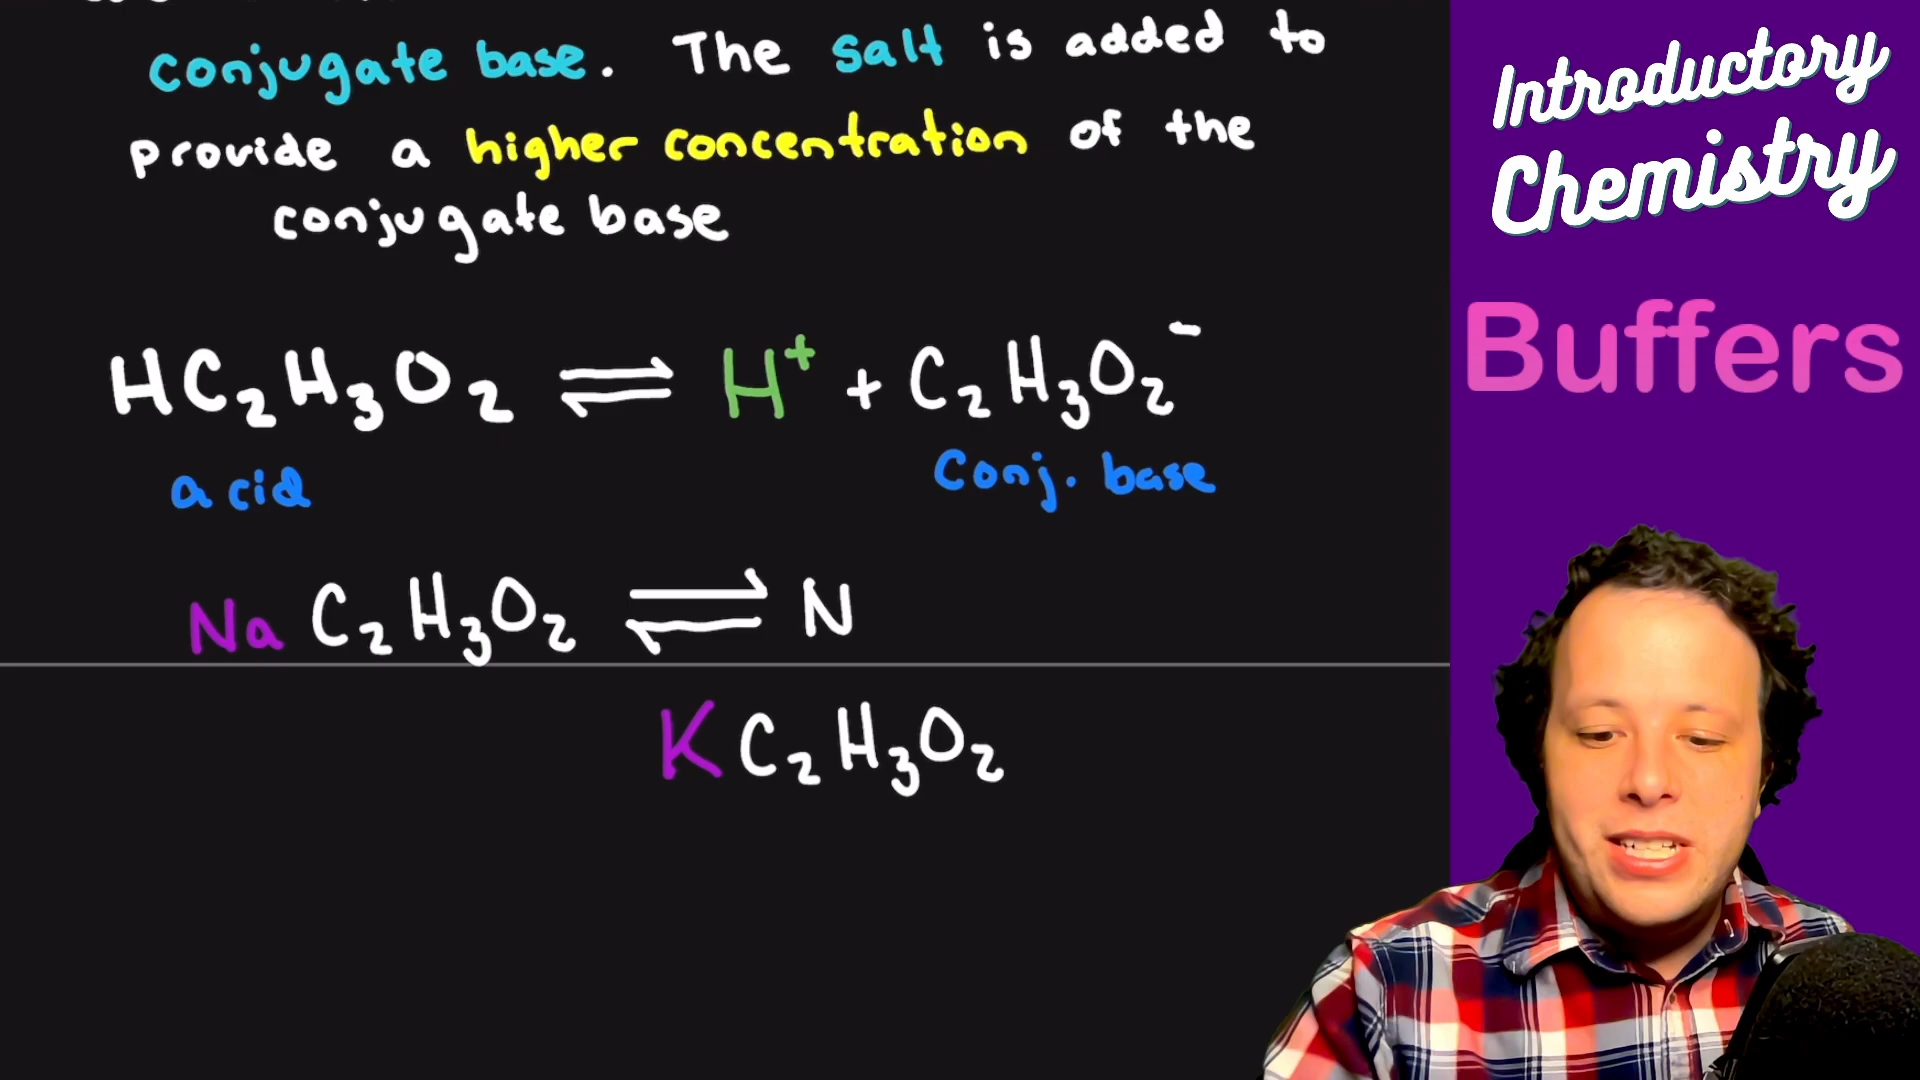 conjugate base. The salt is added to
provide a higher concentration of the
conjugate base
HC₂H₃O₂ ⇌ H⁺ + C₂H₃O₂⁻
acid
Conj. base
NaC₂H₃O₂ ⇌ N
KC₂H₃O₂
Introductory
Chemistry
Buffers